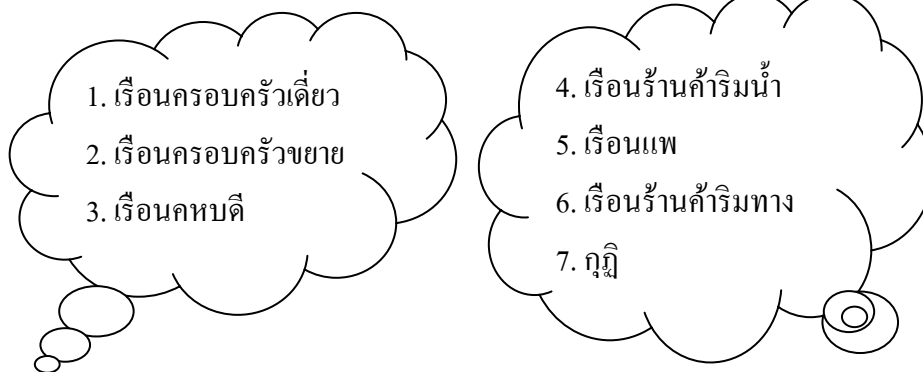 1. เรือนครอบครัวเดี่ยว
2. เรือนครอบครัวขยาย
3. เรือนคหบดี
4. เรือนร้านค้าริมน้ำ
5. เรือนแพ
6. เรือนร้านค้าริมทาง
7. กุฏิ